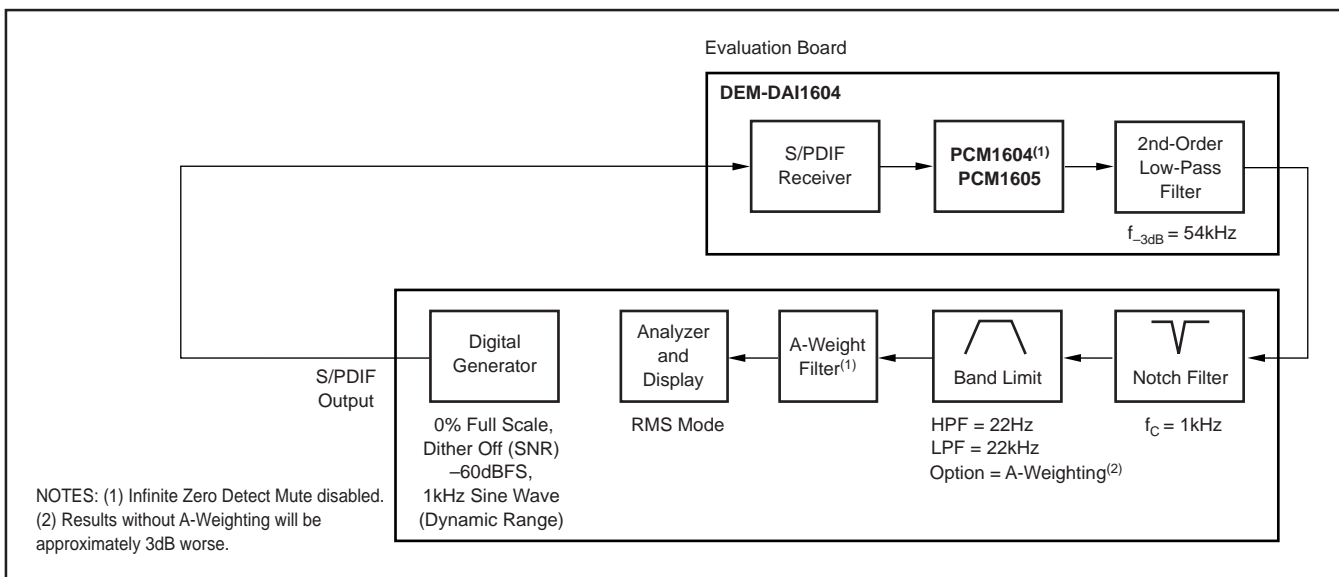 Evaluation Board
DEM-DAI1604
S/PDIF
Receiver
PCM1604(1)
PCM1605
2nd-Order
Low-Pass
Filter
f–3dB = 54kHz
S/PDIF
Output
Digital
Generator
0% Full Scale,
Dither Off (SNR)
–60dBFS,
1kHz Sine Wave
(Dynamic Range)
Analyzer
and
Display
RMS Mode
A-Weight
Filter(1)
Band Limit
HPF = 22Hz
LPF = 22kHz
Option = A-Weighting(2)
Notch Filter
fC = 1kHz
NOTES: (1) Infinite Zero Detect Mute disabled.
(2) Results without A-Weighting will be
approximately 3dB worse.